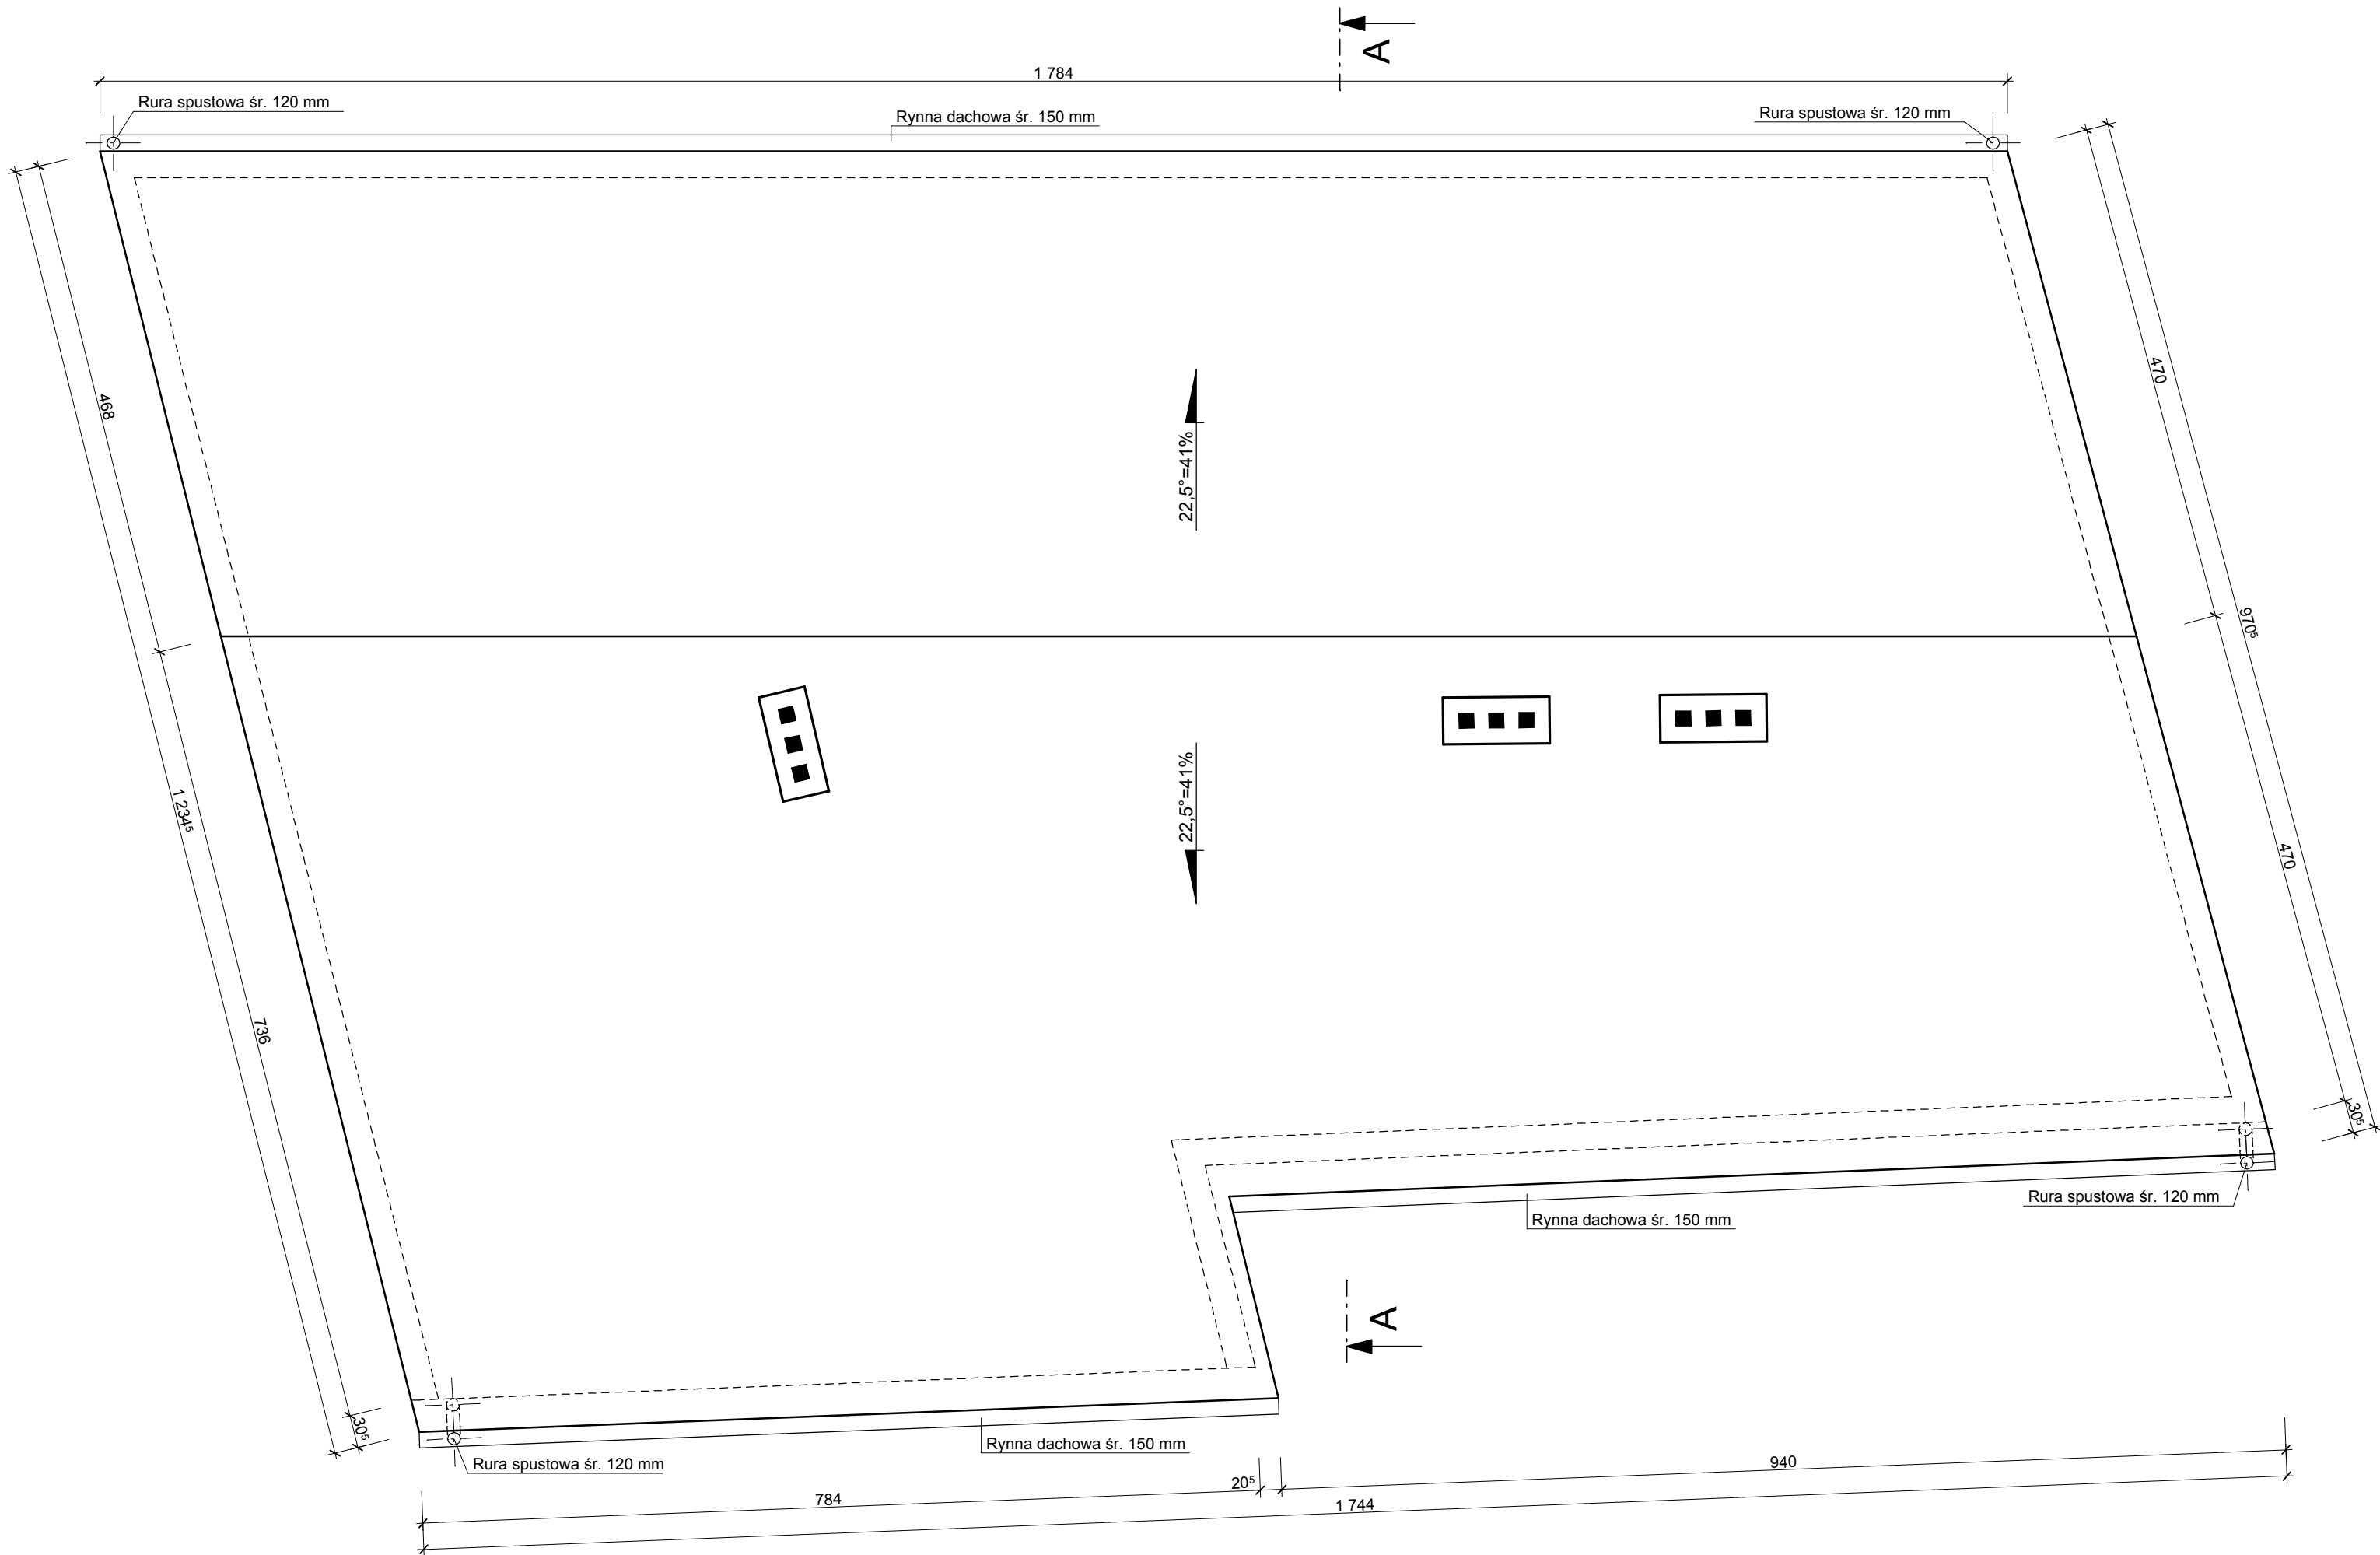 A
1 784
Rura spustowa śr. 120 mm
Rynna dachowa śr. 150 mm
Rura spustowa śr. 120 mm
468
470
22,5°=41%
970⁵
1 234⁵
22,5°=41%
470
736
30⁵
Rura spustowa śr. 120 mm
Rynna dachowa śr. 150 mm
A
30⁵
Rynna dachowa śr. 150 mm
Rura spustowa śr. 120 mm
940
20⁵
784
1 744